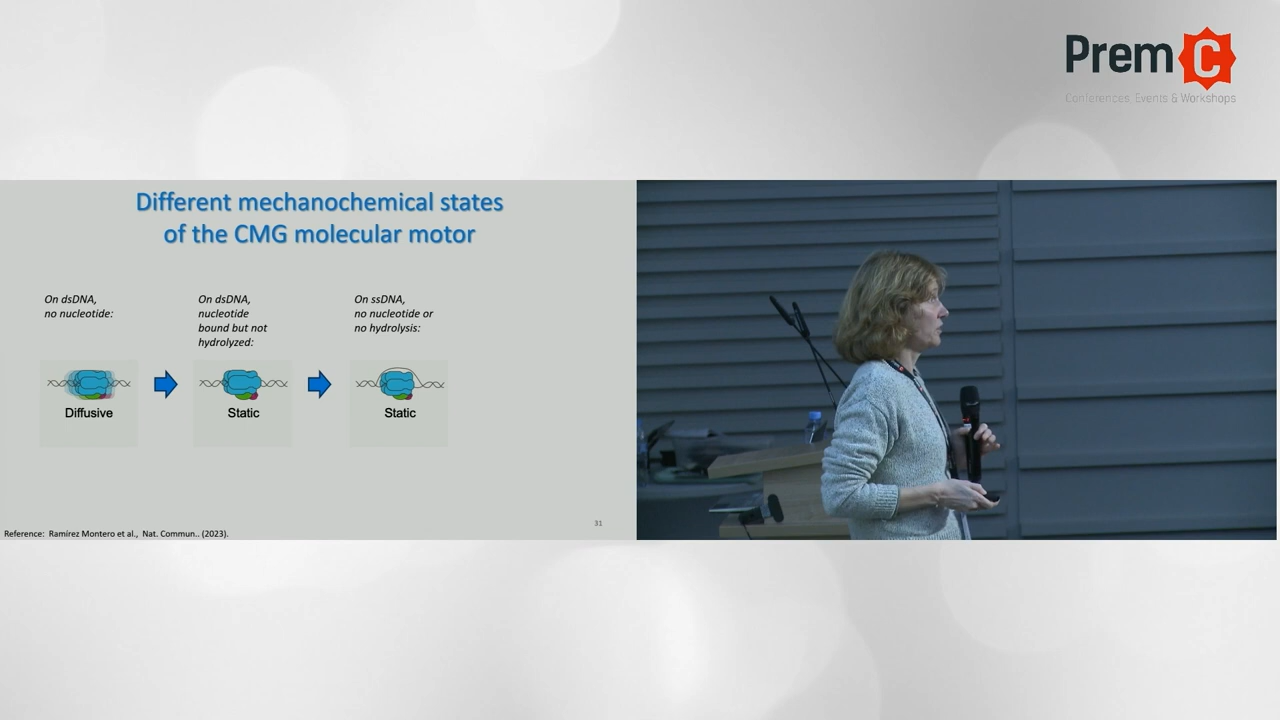 Prem C
Conferences, Events & Workshops
Different mechanochemical states
of the CMG molecular motor
On dsDNA,
no nucleotide:
On dsDNA,
nucleotide
bound but not
hydrolyzed:
On ssDNA,
no nucleotide or
no hydrolysis:
Diffusive
Static
Static
31
Reference: Ramírez Montero et al., Nat. Commun.. (2023).